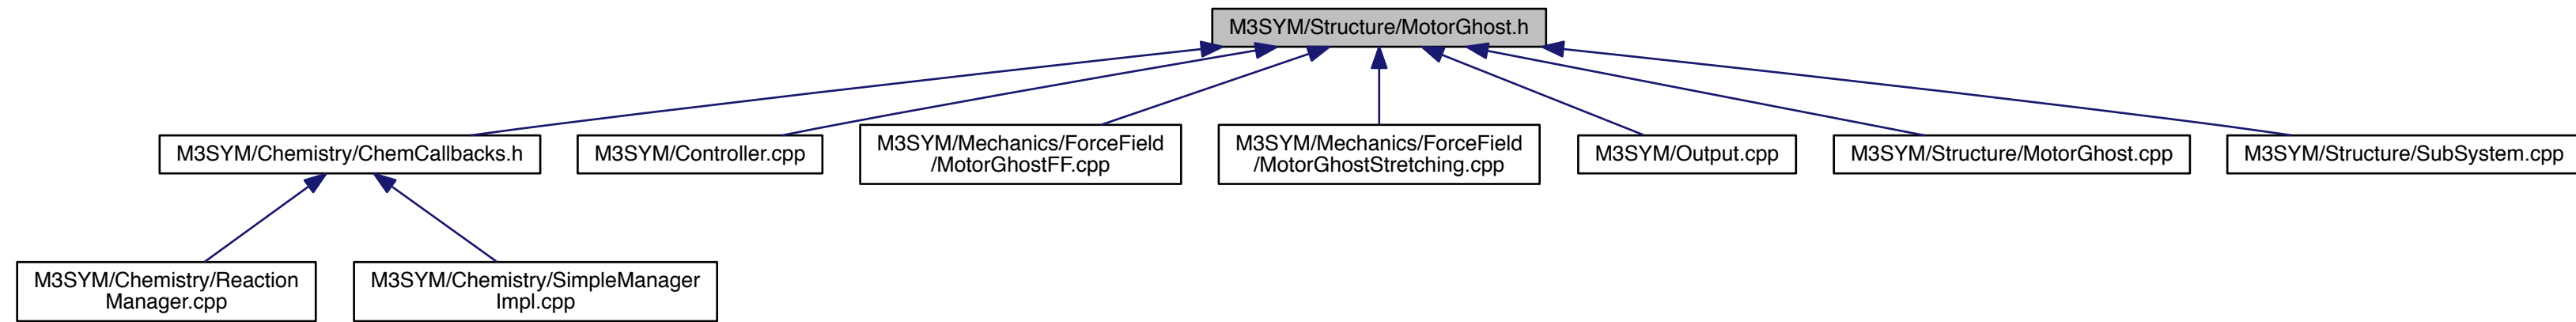 M3SYM/Structure/MotorGhost.h
M3SYM/Chemistry/ChemCallbacks.h
M3SYM/Controller.cpp
M3SYM/Mechanics/ForceField
/MotorGhostFF.cpp
M3SYM/Mechanics/ForceField
/MotorGhostStretching.cpp
M3SYM/Output.cpp
M3SYM/Structure/MotorGhost.cpp
M3SYM/Structure/SubSystem.cpp
M3SYM/Chemistry/Reaction
Manager.cpp
M3SYM/Chemistry/SimpleManager
Impl.cpp